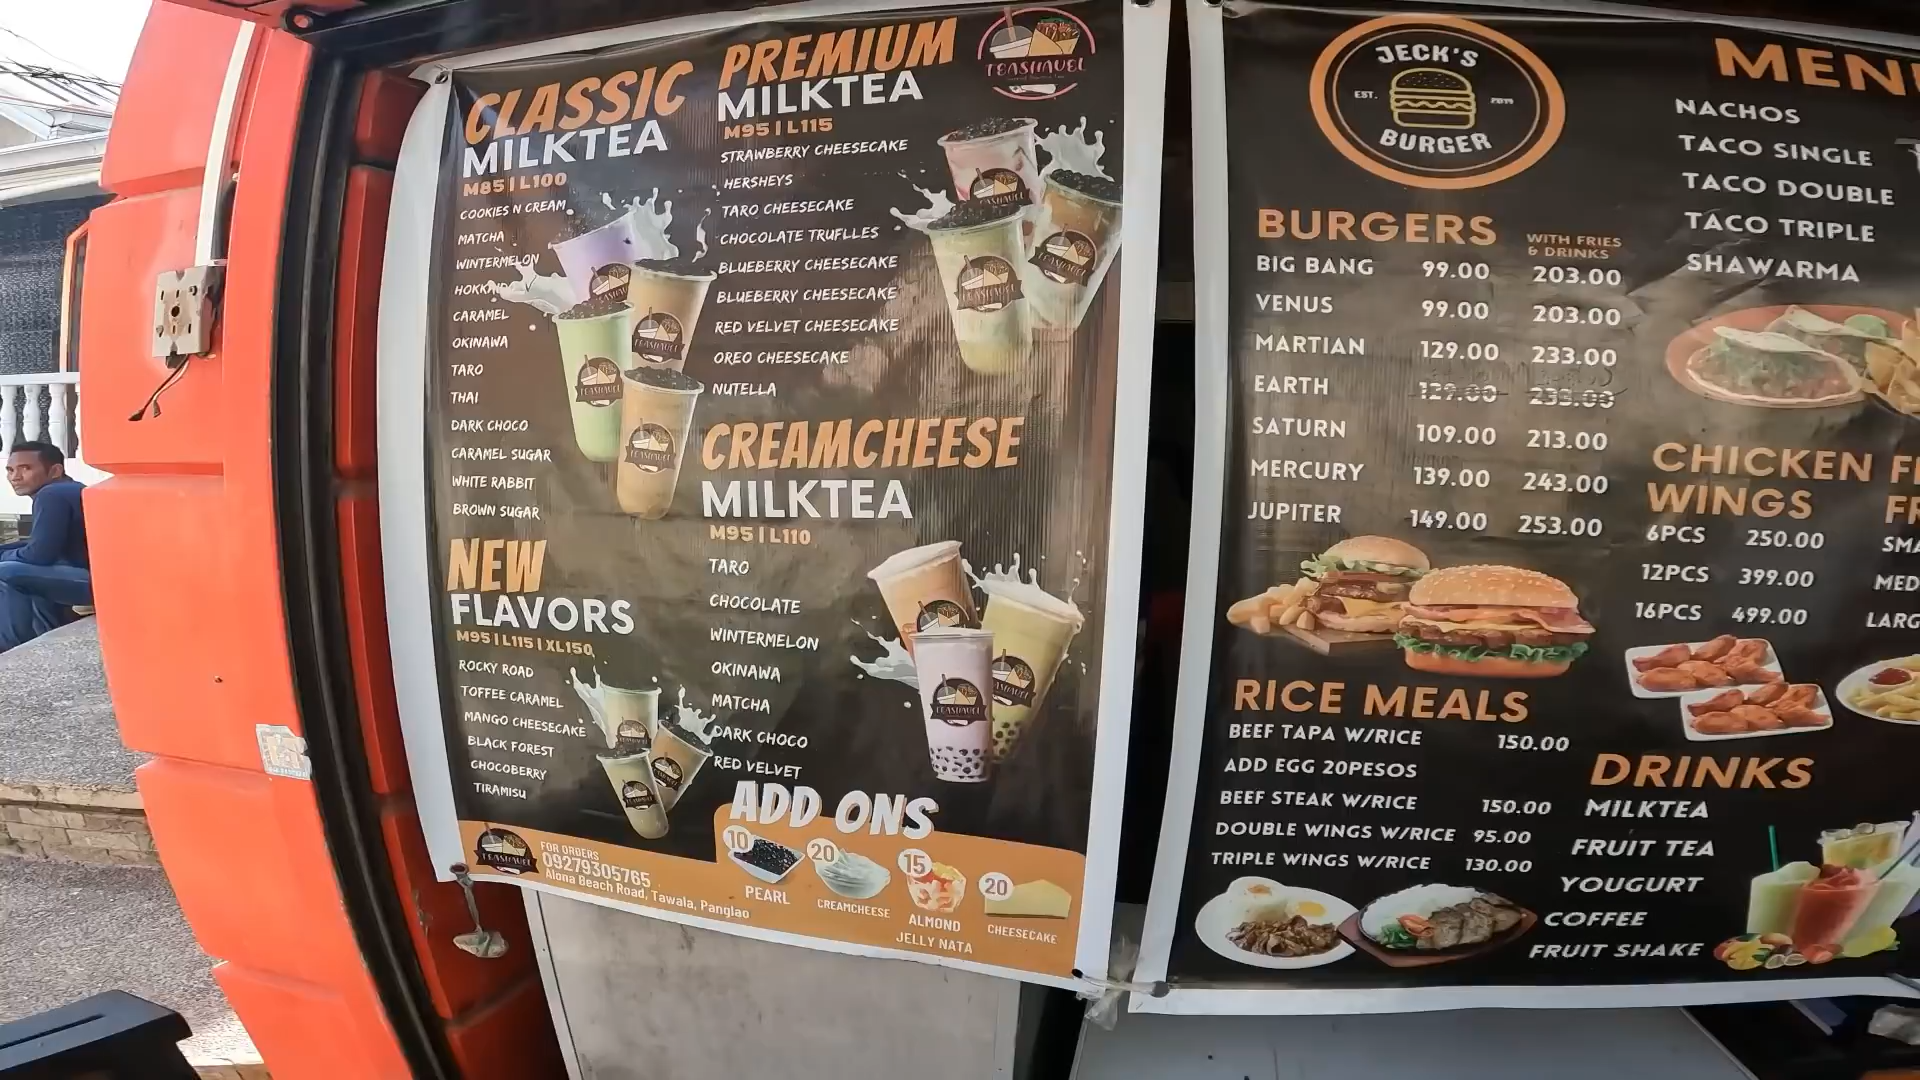 CLASSIC
MILKTEA
M85 | L100
COOKIES N CREAM
MATCHA
WINTERMELON
HOKKAIDO
CARAMEL
OKINAWA
TARO
THAI
DARK CHOCO
CARAMEL SUGAR
WHITE RABBIT
BROWN SUGAR
NEW
FLAVORS
M95 | L115 | XL150
ROCKY ROAD
TOFFEE CARAMEL
MANGO CHEESECAKE
BLACK FOREST
CHOCOBERRY
TIRAMISU
PREMIUM
MILKTEA
M95 | L115
STRAWBERRY CHEESECAKE
HERSHEYS
TARO CHEESECAKE
CHOCOLATE TRUFLLES
BLUEBERRY CHEESECAKE
BLUEBERRY CHEESECAKE
RED VELVET CHEESECAKE
OREO CHEESECAKE
NUTELLA
TEASHAUEL
CREAMCHEESE
MILKTEA
M95 | L110
TARO
CHOCOLATE
WINTERMELON
OKINAWA
MATCHA
DARK CHOCO
RED VELVET
ADD ONS
10 PEARL
20 CREAMCHEESE
15 ALMOND
JELLY NATA
20 CHEESECAKE
FOR ORDERS
09279305765
Alona Beach Road, Tawala, Panglao
JECK'S
EST. 2019
BURGER
BURGERS WITH FRIES
& DRINKS
BIG BANG 99.00 203.00
VENUS 99.00 203.00
MARTIAN 129.00 233.00
EARTH 129.00 233.00
SATURN 109.00 213.00
MERCURY 139.00 243.00
JUPITER 149.00 253.00
RICE MEALS
BEEF TAPA W/RICE 150.00
ADD EGG 20PESOS
BEEF STEAK W/RICE 150.00
DOUBLE WINGS W/RICE 95.00
TRIPLE WINGS W/RICE 130.00
MEN
NACHOS
TACO SINGLE
TACO DOUBLE
TACO TRIPLE
SHAWARMA
CHICKEN
WINGS
6PCS 250.00
12PCS 399.00
16PCS 499.00
F
FR
SMA
MED
LARG
DRINKS
MILKTEA
FRUIT TEA
YOUGURT
COFFEE
FRUIT SHAKE